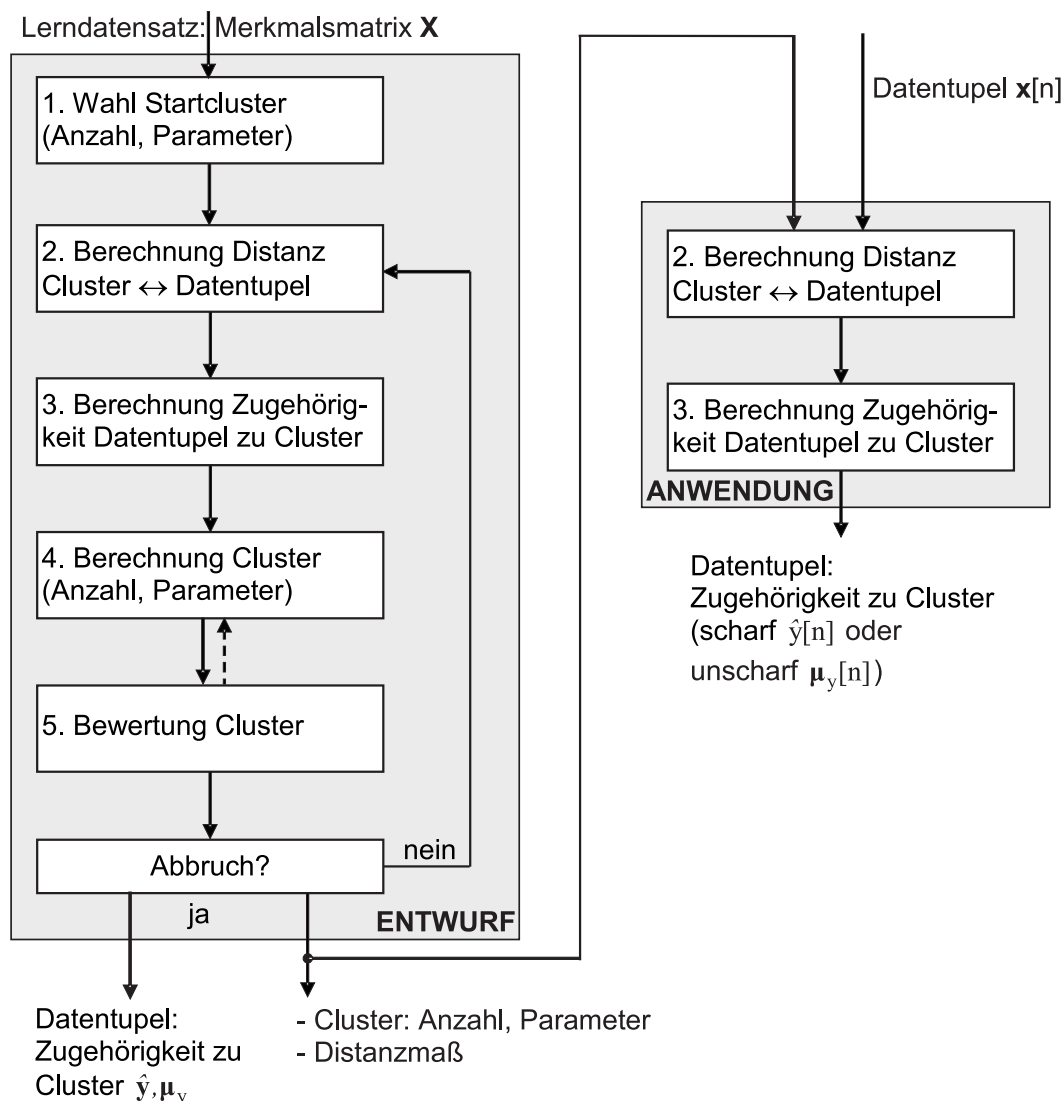 Lerndatensatz: Merkmalsmatrix X
1. Wahl Startcluster
(Anzahl, Parameter)
2. Berechnung Distanz
Cluster ↔ Datentupel
3. Berechnung Zugehörig-
keit Datentupel zu Cluster
4. Berechnung Cluster
(Anzahl, Parameter)
5. Bewertung Cluster
Abbruch?
nein
ja
ENTWURF
Datentupel:
Zugehörigkeit zu
Cluster ŷ, μ_y
- Cluster: Anzahl, Parameter
- Distanzmaß
Datentupel x[n]
2. Berechnung Distanz
Cluster ↔ Datentupel
3. Berechnung Zugehörig-
keit Datentupel zu Cluster
ANWENDUNG
Datentupel:
Zugehörigkeit zu Cluster
(scharf ŷ[n] oder
unscharf μ_y[n])